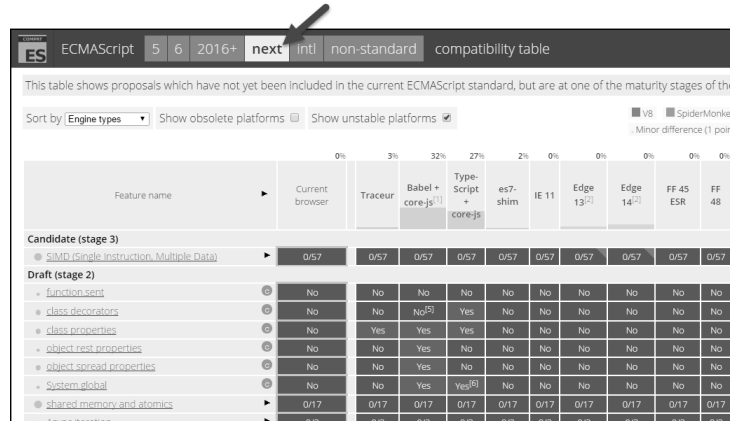 COMPAT
ES ECMAScript 5 6 2016+ next intl non-standard compatibility table
This table shows proposals which have not yet been included in the current ECMAScript standard, but are at one of the maturity stages of the
Sort by Engine types Show obsolete platforms Show unstable platforms V8 SpiderMonke
. Minor difference (1 poin
0% 3% 32% 27% 2% 0% 0% 0% 0% 0%
Feature name Current browser Traceur Babel + core-js[1] Type-Script + core-js es7-shim IE 11 Edge 13[2] Edge 14[2] FF 45 ESR FF 48
Candidate (stage 3)
SIMD (Single Instruction, Multiple Data) 0/57 0/57 0/57 0/57 0/57 0/57 0/57 0/57 0/57 0/57
Draft (stage 2)
function.sent c No No No No No No No No No No
class decorators c No No No[5] Yes No No No No No No
class properties c No Yes Yes Yes No No No No No No
object rest properties c No No Yes No No No No No No No
object spread properties c No No Yes No No No No No No No
System.global c No No Yes Yes[6] No No No No No No
shared memory and atomics 0/17 0/17 0/17 0/17 0/17 0/17 0/17 0/17 0/17 0/17